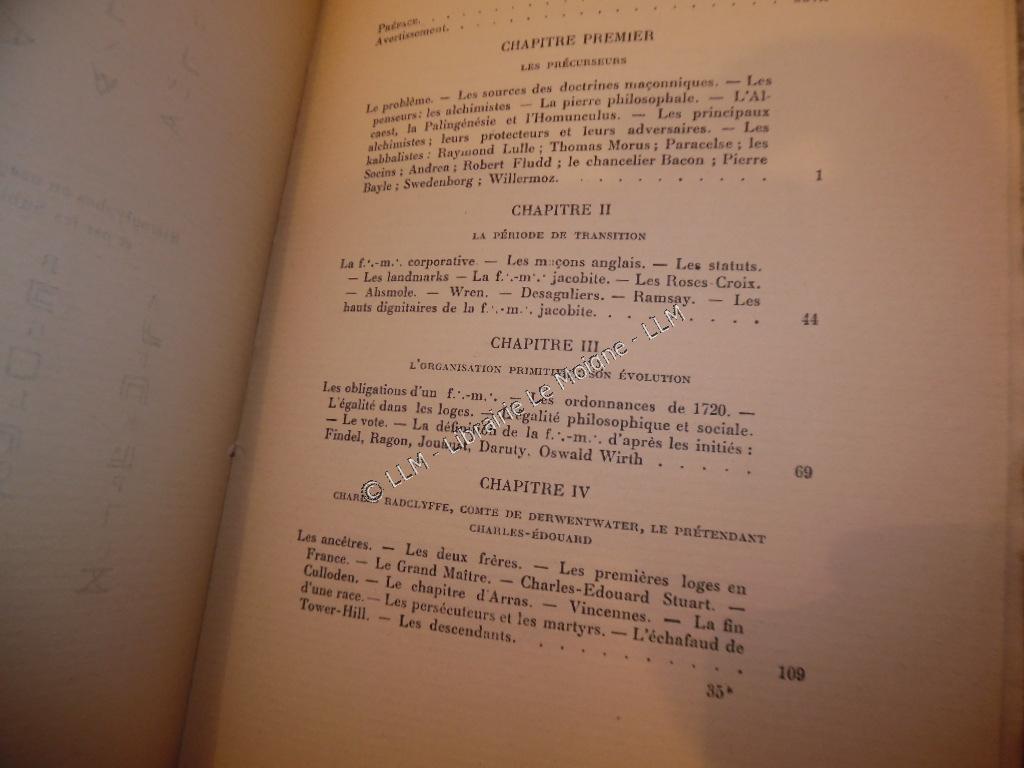 PRÉFACE. . . . . . . . . . . . . . . .
Avertissement. . . . . . . . . . . . . . .
CHAPITRE PREMIER
LES PRÉCURSEURS
Le problème. — Les sources des doctrines maçonniques. — Les
penseurs : les alchimistes — La pierre philosophale. — L'Al-
caest, la Palingénésie et l'Homunculus. — Les principaux
alchimistes ; leurs protecteurs et leurs adversaires. — Les
kabbalistes : Raymond Lulle ; Thomas Morus ; Paracelse ; les
Socins ; Andrea ; Robert Fludd ; le chancelier Bacon ; Pierre
Bayle ; Swedenborg ; Willermoz. . . . . . . . . . . 1
CHAPITRE II
LA PÉRIODE DE TRANSITION
La f∴-m∴ corporative — Les maçons anglais. — Les statuts.
— Les landmarks — La f∴-m∴ jacobite. — Les Roses-Croix.
— Ahsmole. — Wren. — Desaguliers. — Ramsay. — Les
hauts dignitaires de la f∴-m∴ jacobite. . . . . . . . 44
CHAPITRE III
L'ORGANISATION PRIMITIVE SON ÉVOLUTION
Les obligations d'un f∴-m∴. — Les ordonnances de 1720. —
L'égalité dans les loges. — L'égalité philosophique et sociale.
— Le vote. — La définition de la f∴-m∴ d'après les initiés :
Findel, Ragon, Jouaust, Daruty, Oswald Wirth . . . . . 69
CHAPITRE IV
CHARLES RADCLYFFE, COMTE DE DERWENTWATER, LE PRÉTENDANT
CHARLES-ÉDOUARD
Les ancêtres. — Les deux frères. — Les premières loges en
France. — Le Grand Maître. — Charles-Edouard Stuart. —
Culloden. — Le chapitre d'Arras. — Vincennes. — La fin
d'une race. — Les persécuteurs et les martyrs. — L'échafaud de
Tower-Hill. — Les descendants. . . . . . . . . . 109
35*
© LLM - Librairie Le Moigne - LLM